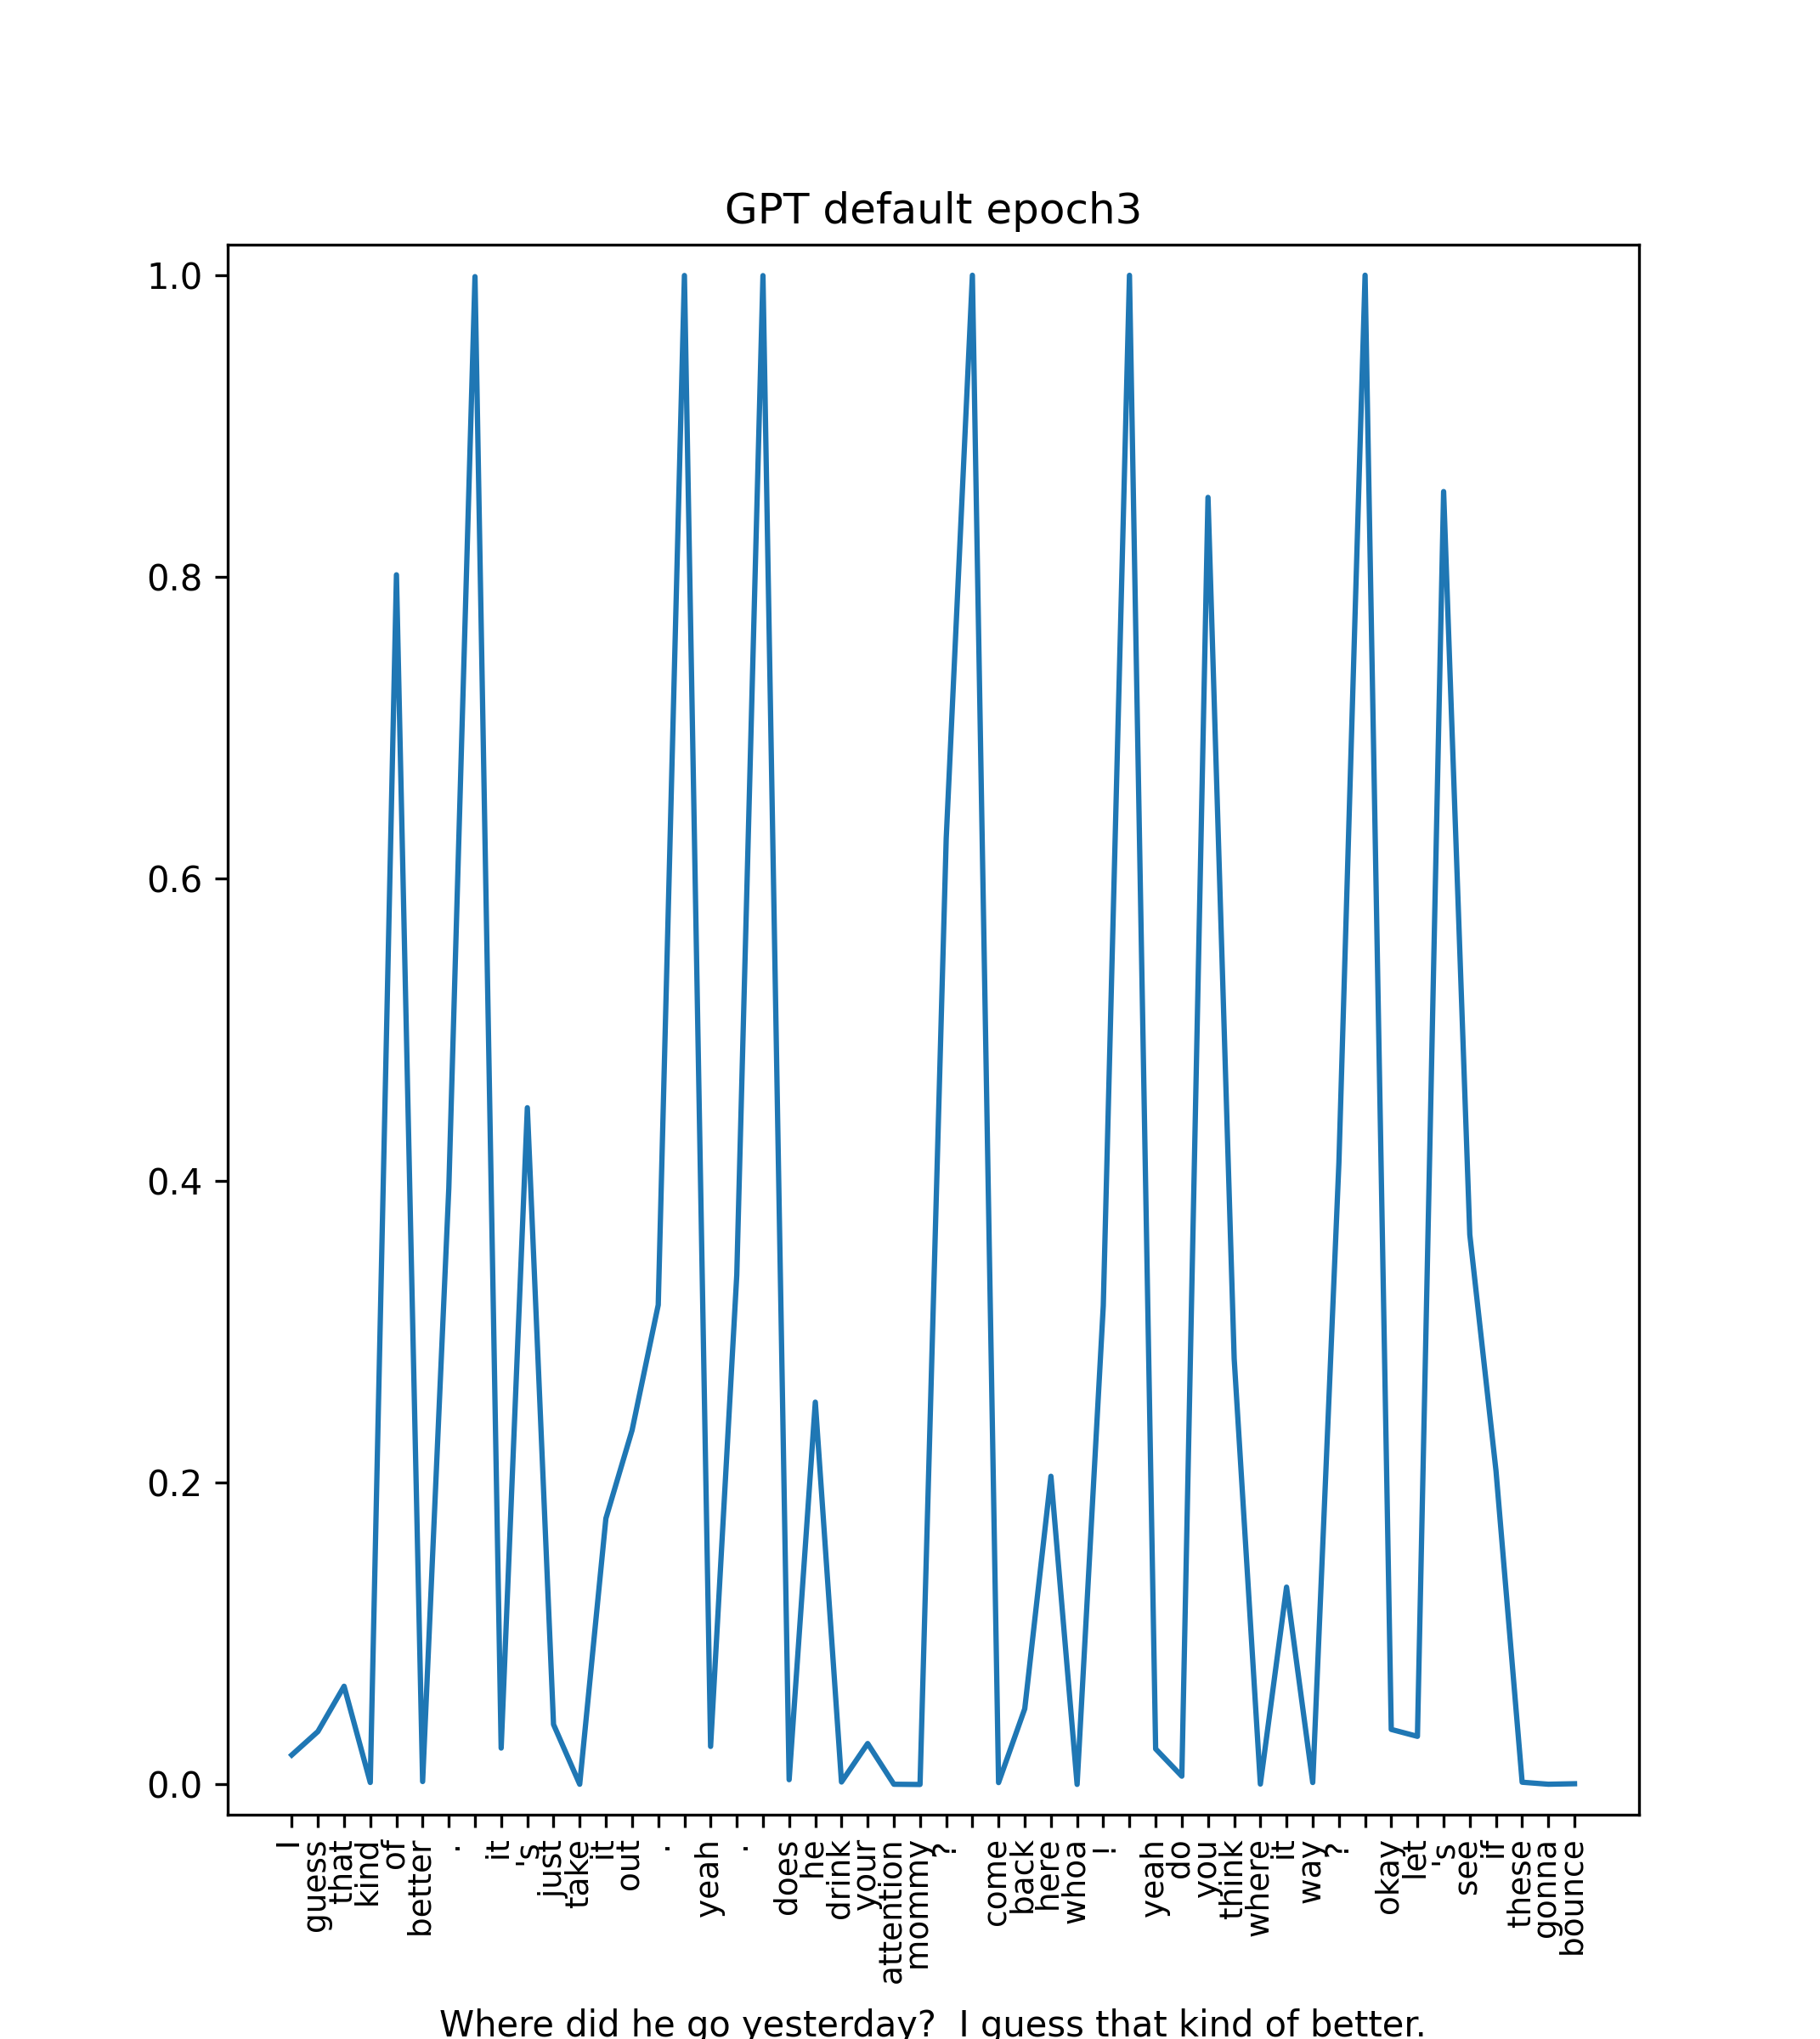 GPT default epoch3
1.0
0.8
0.6
0.4
0.2
0.0
I
guess
that
kind
of
better
.
it
's
just
take
it
out
.
yeah
.
does
he
drink
your
attention
mommy
?
come
back
here
whoa
!
yeah
do
you
think
where
it
way
?
okay
let
's
see
if
these
gonna
bounce
Where did he go yesterday?  I guess that kind of better.